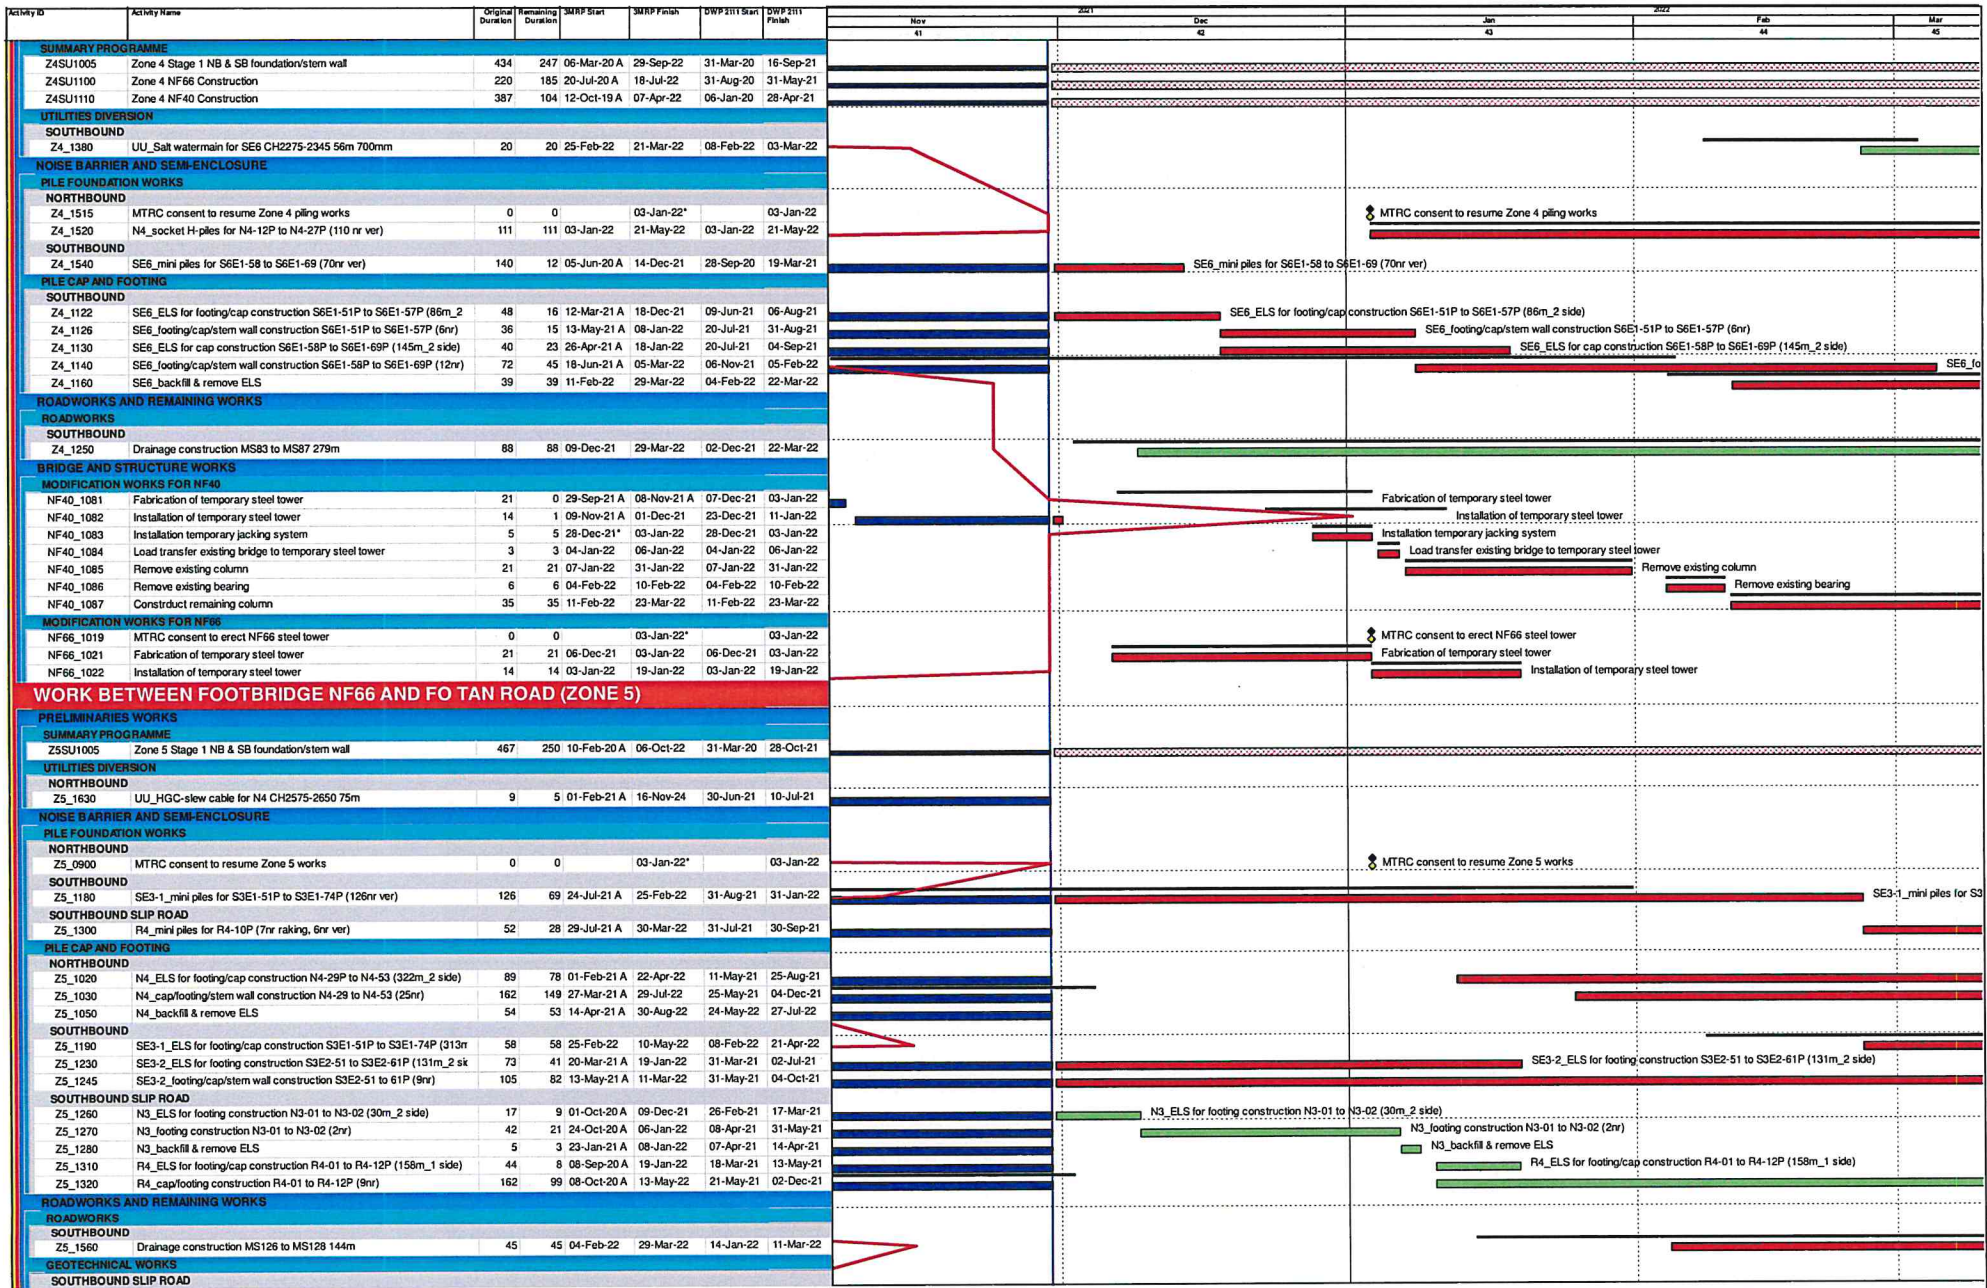 Activity ID Activity Name Original Duration Remaining Duration 3MRP Start 3MRP Finish DWP 2111 Start DWP 2111 Finish 2021 2022
Nov Dec Jan Feb Mar
41 42 43 44 45
SUMMARY PROGRAMME
Z4SU1005 Zone 4 Stage 1 NB & SB foundation/stem wall 434 247 06-Mar-20 A 29-Sep-22 31-Mar-20 16-Sep-21
Z4SU1100 Zone 4 NF66 Construction 220 185 20-Jul-20 A 18-Jul-22 31-Aug-20 31-May-21
Z4SU1110 Zone 4 NF40 Construction 387 104 12-Oct-19 A 07-Apr-22 06-Jan-20 28-Apr-21
UTILITIES DIVERSION
SOUTHBOUND
Z4_1380 UU_Salt watermain for SE6 CH2275-2345 56m 700mm 20 20 25-Feb-22 21-Mar-22 08-Feb-22 03-Mar-22
NOISE BARRIER AND SEMI-ENCLOSURE
PILE FOUNDATION WORKS
NORTHBOUND
Z4_1515 MTRC consent to resume Zone 4 piling works 0 0 03-Jan-22* 03-Jan-22 MTRC consent to resume Zone 4 piling works
Z4_1520 N4_socket H-piles for N4-12P to N4-27P (110 nr ver) 111 111 03-Jan-22 21-May-22 03-Jan-22 21-May-22
SOUTHBOUND
Z4_1540 SE6_mini piles for S6E1-58 to S6E1-69 (70nr ver) 140 12 05-Jun-20 A 14-Dec-21 28-Sep-20 19-Mar-21 SE6_mini piles for S6E1-58 to S6E1-69 (70nr ver)
PILE CAP AND FOOTING
SOUTHBOUND
Z4_1122 SE6_ELS for footing/cap construction S6E1-51P to S6E1-57P (86m_2 48 16 12-Mar-21 A 18-Dec-21 09-Jun-21 06-Aug-21 SE6_ELS for footing/cap construction S6E1-51P to S6E1-57P (86m_2 side)
Z4_1126 SE6_footing/cap/stem wall construction S6E1-51P to S6E1-57P (6nr) 36 15 13-May-21 A 08-Jan-22 20-Jul-21 31-Aug-21 SE6_footing/cap/stem wall construction S6E1-51P to S6E1-57P (6nr)
Z4_1130 SE6_ELS for cap construction S6E1-58P to S6E1-69P (145m_2 side) 40 23 26-Apr-21 A 18-Jan-22 20-Jul-21 04-Sep-21 SE6_ELS for cap construction S6E1-58P to S6E1-69P (145m_2 side)
Z4_1140 SE6_footing/cap/stem wall construction S6E1-58P to S6E1-69P (12nr) 72 45 18-Jun-21 A 05-Mar-22 06-Nov-21 05-Feb-22 SE6_fo
Z4_1160 SE6_backfill & remove ELS 39 39 11-Feb-22 29-Mar-22 04-Feb-22 22-Mar-22
ROADWORKS AND REMAINING WORKS
ROADWORKS
SOUTHBOUND
Z4_1250 Drainage construction MS83 to MS87 279m 88 88 09-Dec-21 29-Mar-22 02-Dec-21 22-Mar-22
BRIDGE AND STRUCTURE WORKS
MODIFICATION WORKS FOR NF40
NF40_1081 Fabrication of temporary steel tower 21 0 29-Sep-21 A 08-Nov-21 A 07-Dec-21 03-Jan-22 Fabrication of temporary steel tower
NF40_1082 Installation of temporary steel tower 14 1 09-Nov-21 A 01-Dec-21 23-Dec-21 11-Jan-22 Installation of temporary steel tower
NF40_1083 Installation temporary jacking system 5 5 28-Dec-21* 03-Jan-22 28-Dec-21 03-Jan-22 Installation temporary jacking system
NF40_1084 Load transfer existing bridge to temporary steel tower 3 3 04-Jan-22 06-Jan-22 04-Jan-22 06-Jan-22 Load transfer existing bridge to temporary steel tower
NF40_1085 Remove existing column 21 21 07-Jan-22 31-Jan-22 07-Jan-22 31-Jan-22 Remove existing column
NF40_1086 Remove existing bearing 6 6 04-Feb-22 10-Feb-22 04-Feb-22 10-Feb-22 Remove existing bearing
NF40_1087 Constrduct remaining column 35 35 11-Feb-22 23-Mar-22 11-Feb-22 23-Mar-22
MODIFICATION WORKS FOR NF66
NF66_1019 MTRC consent to erect NF66 steel tower 0 0 03-Jan-22* 03-Jan-22 MTRC consent to erect NF66 steel tower
NF66_1021 Fabrication of temporary steel tower 21 21 06-Dec-21 03-Jan-22 06-Dec-21 03-Jan-22 Fabrication of temporary steel tower
NF66_1022 Installation of temporary steel tower 14 14 03-Jan-22 19-Jan-22 03-Jan-22 19-Jan-22 Installation of temporary steel tower
WORK BETWEEN FOOTBRIDGE NF66 AND FO TAN ROAD (ZONE 5)
PRELIMINARIES WORKS
SUMMARY PROGRAMME
Z5SU1005 Zone 5 Stage 1 NB & SB foundation/stem wall 467 250 10-Feb-20 A 06-Oct-22 31-Mar-20 28-Oct-21
UTILITIES DIVERSION
NORTHBOUND
Z5_1630 UU_HGC-slew cable for N4 CH2575-2650 75m 9 5 01-Feb-21 A 16-Nov-24 30-Jun-21 10-Jul-21
NOISE BARRIER AND SEMI-ENCLOSURE
PILE FOUNDATION WORKS
NORTHBOUND
Z5_0900 MTRC consent to resume Zone 5 works 0 0 03-Jan-22* 03-Jan-22 MTRC consent to resume Zone 5 works
SOUTHBOUND
Z5_1180 SE3-1_mini piles for S3E1-51P to S3E1-74P (126nr ver) 126 69 24-Jul-21 A 25-Feb-22 31-Aug-21 31-Jan-22 SE3-1_mini piles for S3
SOUTHBOUND SLIP ROAD
Z5_1300 R4_mini piles for R4-10P (7nr raking, 6nr ver) 52 28 29-Jul-21 A 30-Mar-22 31-Jul-21 30-Sep-21
PILE CAP AND FOOTING
NORTHBOUND
Z5_1020 N4_ELS for footing/cap construction N4-29P to N4-53 (322m_2 side) 89 78 01-Feb-21 A 22-Apr-22 11-May-21 25-Aug-21
Z5_1030 N4_cap/footing/stem wall construction N4-29 to N4-53 (25nr) 162 149 27-Mar-21 A 29-Jul-22 25-May-21 04-Dec-21
Z5_1050 N4_backfill & remove ELS 54 53 14-Apr-21 A 30-Aug-22 24-May-22 27-Jul-22
SOUTHBOUND
Z5_1190 SE3-1_ELS for footing/cap construction S3E1-51P to S3E1-74P (313m 58 58 25-Feb-22 10-May-22 08-Feb-22 21-Apr-22
Z5_1230 SE3-2_ELS for footing construction S3E2-51 to S3E2-61P (131m_2 sic 73 41 20-Mar-21 A 19-Jan-22 31-Mar-21 02-Jul-21 SE3-2_ELS for footing construction S3E2-51 to S3E2-61P (131m_2 side)
Z5_1245 SE3-2_footing/cap/stem wall construction S3E2-51 to 61P (9nr) 105 82 13-May-21 A 11-Mar-22 31-May-21 04-Oct-21
SOUTHBOUND SLIP ROAD
Z5_1260 N3_ELS for footing construction N3-01 to N3-02 (30m_2 side) 17 9 01-Oct-20 A 09-Dec-21 26-Feb-21 17-Mar-21 N3_ELS for footing construction N3-01 to N3-02 (30m_2 side)
Z5_1270 N3_footing construction N3-01 to N3-02 (2nr) 42 21 24-Oct-20 A 06-Jan-22 08-Apr-21 31-May-21 N3_footing construction N3-01 to N3-02 (2nr)
Z5_1280 N3_backfill & remove ELS 5 3 23-Jan-21 A 08-Jan-22 07-Apr-21 14-Apr-21 N3_backfill & remove ELS
Z5_1310 R4_ELS for footing/cap construction R4-01 to R4-12P (158m_1 side) 44 8 08-Sep-20 A 19-Jan-22 18-Mar-21 13-May-21 R4_ELS for footing/cap construction R4-01 to R4-12P (158m_1 side)
Z5_1320 R4_cap/footing construction R4-01 to R4-12P (9nr) 162 99 08-Oct-20 A 13-May-22 21-May-21 02-Dec-21
ROADWORKS AND REMAINING WORKS
ROADWORKS
SOUTHBOUND
Z5_1560 Drainage construction MS126 to MS128 144m 45 45 04-Feb-22 29-Mar-22 14-Jan-22 11-Mar-22
GEOTECHNICAL WORKS
SOUTHBOUND SLIP ROAD